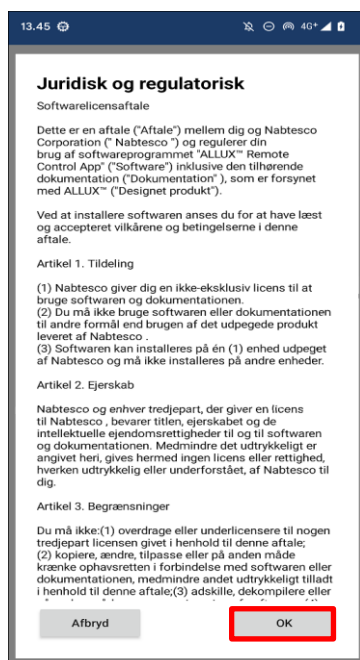 13.45 4G+
Juridisk og regulatorisk
Softwarelicensaftale
Dette er en aftale ("Aftale") mellem dig og Nabtesco
Corporation (" Nabtesco ") og regulerer din
brug af softwareprogrammet "ALLUX™ Remote
Control App" ("Software") inklusive den tilhørende
dokumentation ("Dokumentation" ), som er forsynet
med ALLUX™ ("Designet produkt").
Ved at installere softwaren anses du for at have læst
og accepteret vilkårene og betingelserne i denne
aftale.
Artikel 1. Tildeling
(1) Nabtesco giver dig en ikke-eksklusiv licens til at
bruge softwaren og dokumentationen.
(2) Du må ikke bruge softwaren eller dokumentationen
til andre formål end brugen af det udpegede produkt
leveret af Nabtesco .
(3) Softwaren kan installeres på én (1) enhed udpeget
af Nabtesco og må ikke installeres på andre enheder.
Artikel 2. Ejerskab
Nabtesco og enhver tredjepart, der giver en licens
til Nabtesco , bevarer titlen, ejerskabet og de
intellektuelle ejendomsrettigheder til og til softwaren
og dokumentationen. Medmindre det udtrykkeligt er
angivet heri, gives hermed ingen licens eller rettighed,
hverken udtrykkelig eller underforstået, af Nabtesco til
dig.
Artikel 3. Begrænsninger
Du må ikke:(1) overdrage eller underlicensere til nogen
tredjepart licensen givet i henhold til denne aftale;
(2) kopiere, ændre, tilpasse eller på anden måde
krænke ophavsretten i forbindelse med softwaren eller
dokumentationen, medmindre andet udtrykkeligt tilladt
i henhold til denne aftale;(3) adskille, dekompilere eller
Afbryd OK